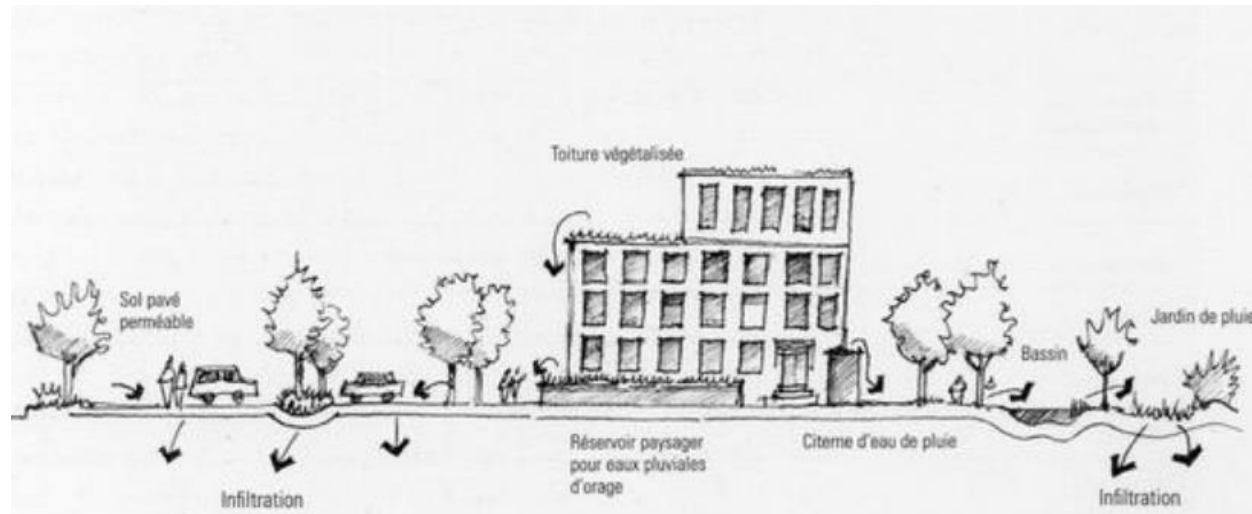 Toiture végétalisée
Sol pavé
perméable
Jardin de pluie
Bassin
Réservoir paysager
pour eaux pluviales
d'orage
Citerne d'eau de pluie
Infiltration
Infiltration